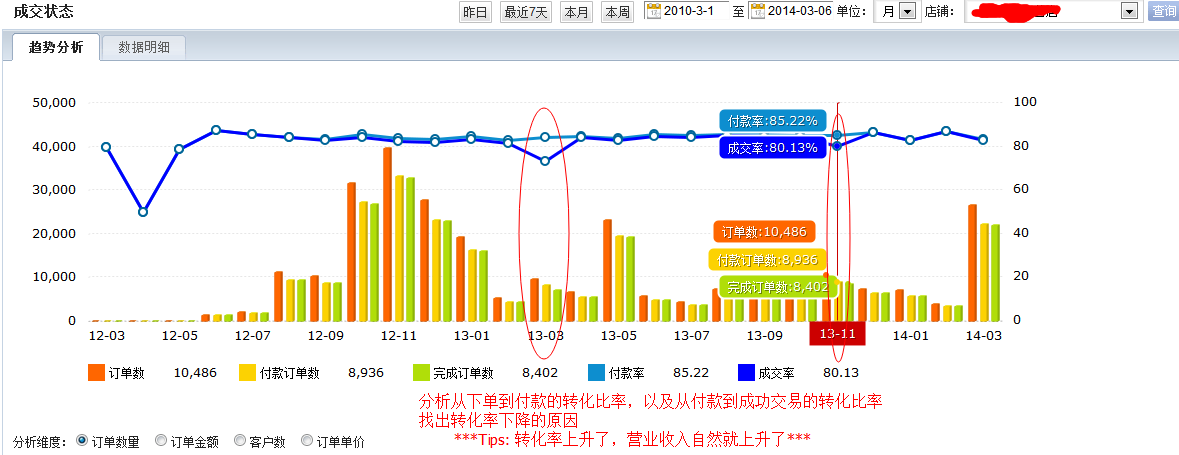 成交状态
昨日 最近7天 本月 本周 2010-3-1 至 2014-03-06 单位: 月 店铺: 店 查询
趋势分析 数据明细
50,000
40,000
30,000
20,000
10,000
0
100
80
60
40
20
0
付款率:85.22%
成交率:80.13%
订单数:10,486
付款订单数:8,936
完成订单数:8,402
12-03 12-05 12-07 12-09 12-11 13-01 13-03 13-05 13-07 13-09 13-11 14-01 14-03
订单数 10,486 付款订单数 8,936 完成订单数 8,402 付款率 85.22 成交率 80.13
分析从下单到付款的转化比率，以及从付款到成功交易的转化比率
找出转化率下降的原因
***Tips: 转化率上升了，营业收入自然就上升了***
分析维度: 订单数量 订单金额 客户数 订单单价